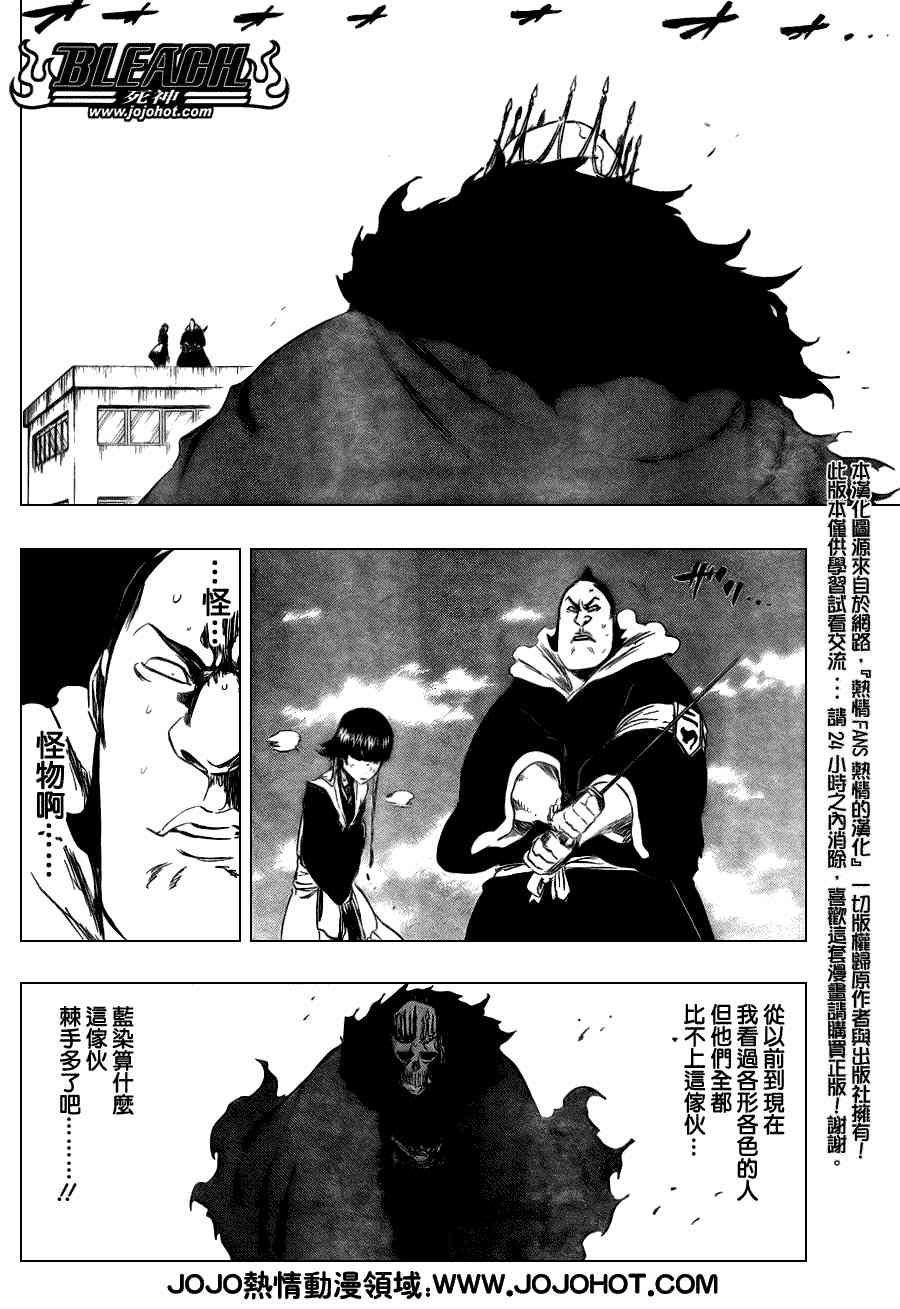 BLEACH
死神
www.jojohot.com
怪…
…
怪物啊……
從以前到現在
我看過各形各色的人
但他們全都
比不上這傢伙…
藍染算什麼
這傢伙
棘手多了吧…………!!
本漢化圖源來自於網路，『熱情FANS 熱情的漢化』一切版權歸原作者與出版社擁有！
此版本僅供學習試看交流... 請24小時之內消除，喜歡這套漫畫請購買正版！謝謝。
JOJO熱情動漫領域:WWW.JOJOHOT.COM